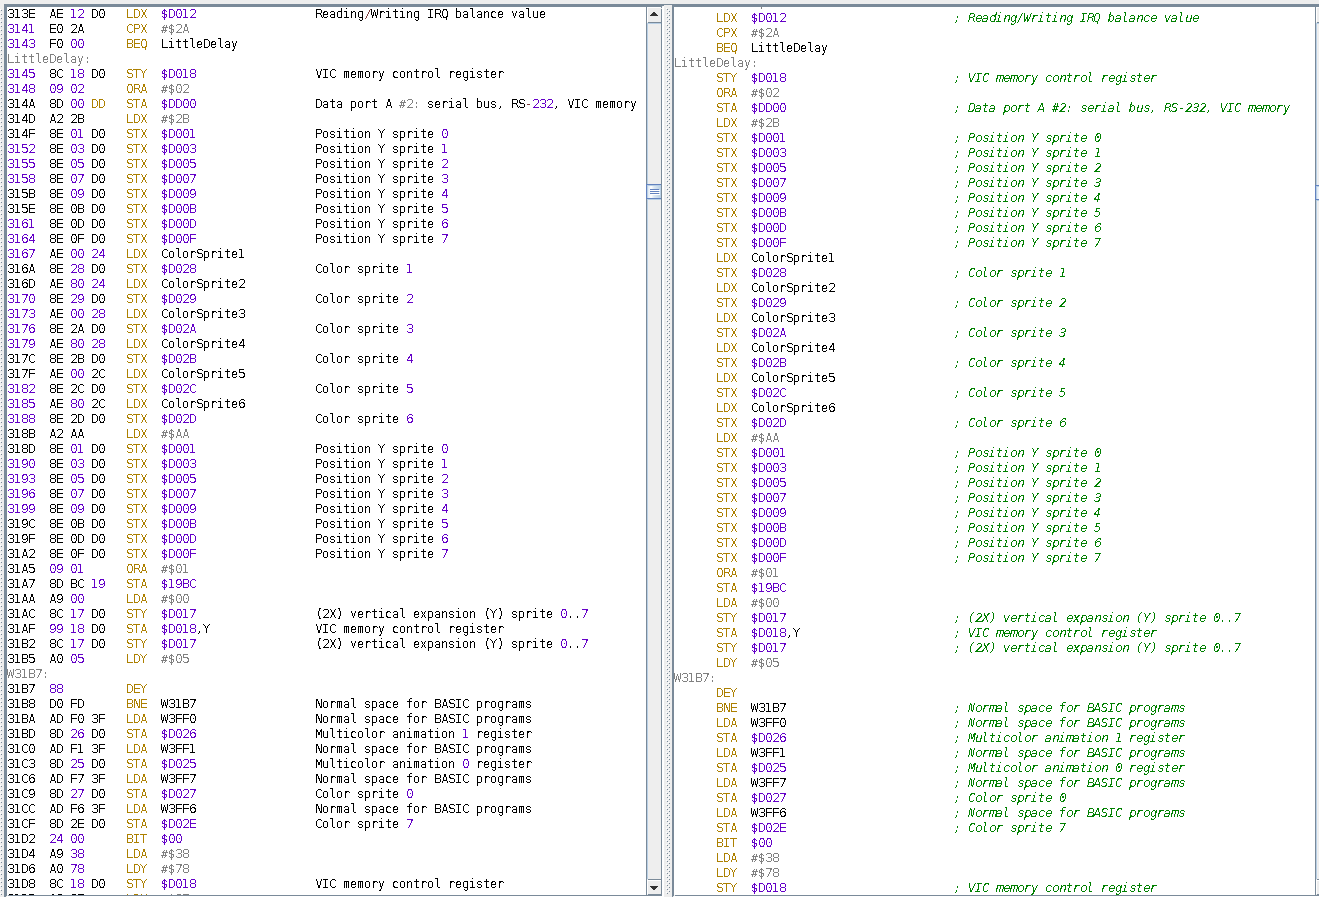 313E AE 12 D0 LDX $D012 Reading/Writing IRQ balance value
3141 E0 2A CPX #$2A
3143 F0 00 BEQ LittleDelay
LittleDelay:
3145 8C 18 D0 STY $D018 VIC memory control register
3148 09 02 ORA #$02
314A 8D 00 DD STA $DD00 Data port A #2: serial bus, RS-232, VIC memory
314D A2 2B LDX #$2B
314F 8E 01 D0 STX $D001 Position Y sprite 0
3152 8E 03 D0 STX $D003 Position Y sprite 1
3155 8E 05 D0 STX $D005 Position Y sprite 2
3158 8E 07 D0 STX $D007 Position Y sprite 3
315B 8E 09 D0 STX $D009 Position Y sprite 4
315E 8E 0B D0 STX $D00B Position Y sprite 5
3161 8E 0D D0 STX $D00D Position Y sprite 6
3164 8E 0F D0 STX $D00F Position Y sprite 7
3167 AE 00 24 LDX ColorSprite1
316A 8E 28 D0 STX $D028 Color sprite 1
316D AE 80 24 LDX ColorSprite2
3170 8E 29 D0 STX $D029 Color sprite 2
3173 AE 00 28 LDX ColorSprite3
3176 8E 2A D0 STX $D02A Color sprite 3
3179 AE 80 28 LDX ColorSprite4
317C 8E 2B D0 STX $D02B Color sprite 4
317F AE 00 2C LDX ColorSprite5
3182 8E 2C D0 STX $D02C Color sprite 5
3185 AE 80 2C LDX ColorSprite6
3188 8E 2D D0 STX $D02D Color sprite 6
318B A2 AA LDX #$AA
318D 8E 01 D0 STX $D001 Position Y sprite 0
3190 8E 03 D0 STX $D003 Position Y sprite 1
3193 8E 05 D0 STX $D005 Position Y sprite 2
3196 8E 07 D0 STX $D007 Position Y sprite 3
3199 8E 09 D0 STX $D009 Position Y sprite 4
319C 8E 0B D0 STX $D00B Position Y sprite 5
319F 8E 0D D0 STX $D00D Position Y sprite 6
31A2 8E 0F D0 STX $D00F Position Y sprite 7
31A5 09 01 ORA #$01
31A7 8D BC 19 STA $19BC
31AA A9 00 LDA #$00
31AC 8C 17 D0 STY $D017 (2X) vertical expansion (Y) sprite 0..7
31AF 99 18 D0 STA $D018,Y VIC memory control register
31B2 8C 17 D0 STY $D017 (2X) vertical expansion (Y) sprite 0..7
31B5 A0 05 LDY #$05
W31B7:
31B7 88 DEY
31B8 D0 FD BNE W31B7 Normal space for BASIC programs
31BA AD F0 3F LDA W3FF0 Normal space for BASIC programs
31BD 8D 26 D0 STA $D026 Multicolor animation 1 register
31C0 AD F1 3F LDA W3FF1 Normal space for BASIC programs
31C3 8D 25 D0 STA $D025 Multicolor animation 0 register
31C6 AD F7 3F LDA W3FF7 Normal space for BASIC programs
31C9 8D 27 D0 STA $D027 Color sprite 0
31CC AD F6 3F LDA W3FF6 Normal space for BASIC programs
31CF 8D 2E D0 STA $D02E Color sprite 7
31D2 24 00 BIT $00
31D4 A9 38 LDA #$38
31D6 A0 78 LDY #$78
31D8 8C 18 D0 STY $D018 VIC memory control register
LDX $D012 ; Reading/Writing IRQ balance value
CPX #$2A
BEQ LittleDelay
LittleDelay:
STY $D018 ; VIC memory control register
ORA #$02
STA $DD00 ; Data port A #2: serial bus, RS-232, VIC memory
LDX #$2B
STX $D001 ; Position Y sprite 0
STX $D003 ; Position Y sprite 1
STX $D005 ; Position Y sprite 2
STX $D007 ; Position Y sprite 3
STX $D009 ; Position Y sprite 4
STX $D00B ; Position Y sprite 5
STX $D00D ; Position Y sprite 6
STX $D00F ; Position Y sprite 7
LDX ColorSprite1
STX $D028 ; Color sprite 1
LDX ColorSprite2
STX $D029 ; Color sprite 2
LDX ColorSprite3
STX $D02A ; Color sprite 3
LDX ColorSprite4
STX $D02B ; Color sprite 4
LDX ColorSprite5
STX $D02C ; Color sprite 5
LDX ColorSprite6
STX $D02D ; Color sprite 6
LDX #$AA
STX $D001 ; Position Y sprite 0
STX $D003 ; Position Y sprite 1
STX $D005 ; Position Y sprite 2
STX $D007 ; Position Y sprite 3
STX $D009 ; Position Y sprite 4
STX $D00B ; Position Y sprite 5
STX $D00D ; Position Y sprite 6
STX $D00F ; Position Y sprite 7
ORA #$01
STA $19BC
LDA #$00
STY $D017 ; (2X) vertical expansion (Y) sprite 0..7
STA $D018,Y ; VIC memory control register
STY $D017 ; (2X) vertical expansion (Y) sprite 0..7
LDY #$05
W31B7:
DEY
BNE W31B7 ; Normal space for BASIC programs
LDA W3FF0 ; Normal space for BASIC programs
STA $D026 ; Multicolor animation 1 register
LDA W3FF1 ; Normal space for BASIC programs
STA $D025 ; Multicolor animation 0 register
LDA W3FF7 ; Normal space for BASIC programs
STA $D027 ; Color sprite 0
LDA W3FF6 ; Normal space for BASIC programs
STA $D02E ; Color sprite 7
BIT $00
LDA #$38
LDY #$78
STY $D018 ; VIC memory control register